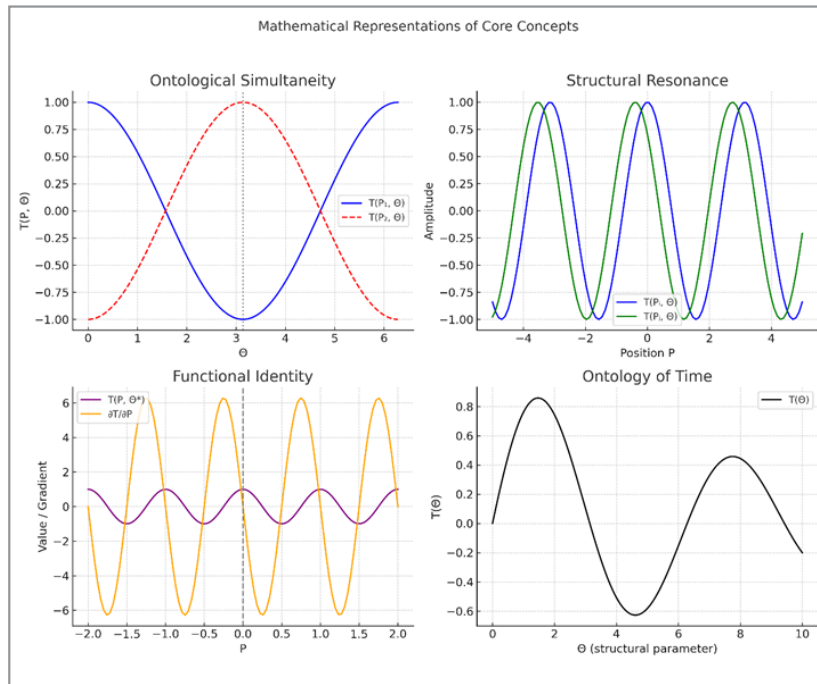 Mathematical Representations of Core Concepts
Ontological Simultaneity
T(P, Θ)
1.00
0.75
0.50
0.25
0.00
−0.25
−0.50
−0.75
−1.00
T(P₁, Θ)
T(P₂, Θ)
0 1 2 3 4 5 6
Θ
Structural Resonance
Amplitude
1.00
0.75
0.50
0.25
0.00
−0.25
−0.50
−0.75
−1.00
T(Pᵢ, Θ)
T(Pⱼ, Θ)
−4 −2 0 2 4
Position P
Functional Identity
Value / Gradient
6
4
2
0
−2
−4
−6
T(P, Θ*)
∂T/∂P
−2.0 −1.5 −1.0 −0.5 0.0 0.5 1.0 1.5 2.0
P
Ontology of Time
T(Θ)
0.8
0.6
0.4
0.2
0.0
−0.2
−0.4
−0.6
T(Θ)
0 2 4 6 8 10
Θ (structural parameter)